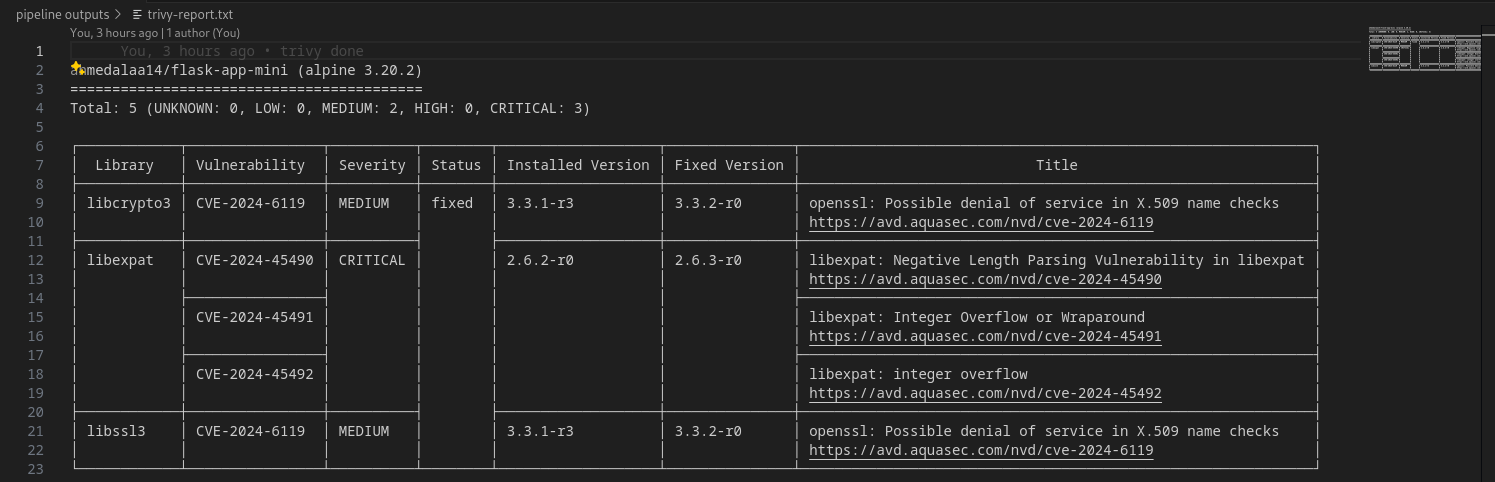 pipeline outputs > trivy-report.txt
You, 3 hours ago | 1 author (You)
1 You, 3 hours ago • trivy done
2 ahmedalaa14/flask-app-mini (alpine 3.20.2)
3 ==========================================
4 Total: 5 (UNKNOWN: 0, LOW: 0, MEDIUM: 2, HIGH: 0, CRITICAL: 3)
5
6
7 Library Vulnerability Severity Status Installed Version Fixed Version Title
8
9 libcrypto3 CVE-2024-6119 MEDIUM fixed 3.3.1-r3 3.3.2-r0 openssl: Possible denial of service in X.509 name checks
10 https://avd.aquasec.com/nvd/cve-2024-6119
11
12 libexpat CVE-2024-45490 CRITICAL 2.6.2-r0 2.6.3-r0 libexpat: Negative Length Parsing Vulnerability in libexpat
13 https://avd.aquasec.com/nvd/cve-2024-45490
14
15 CVE-2024-45491 libexpat: Integer Overflow or Wraparound
16 https://avd.aquasec.com/nvd/cve-2024-45491
17
18 CVE-2024-45492 libexpat: integer overflow
19 https://avd.aquasec.com/nvd/cve-2024-45492
20
21 libssl3 CVE-2024-6119 MEDIUM 3.3.1-r3 3.3.2-r0 openssl: Possible denial of service in X.509 name checks
22 https://avd.aquasec.com/nvd/cve-2024-6119
23